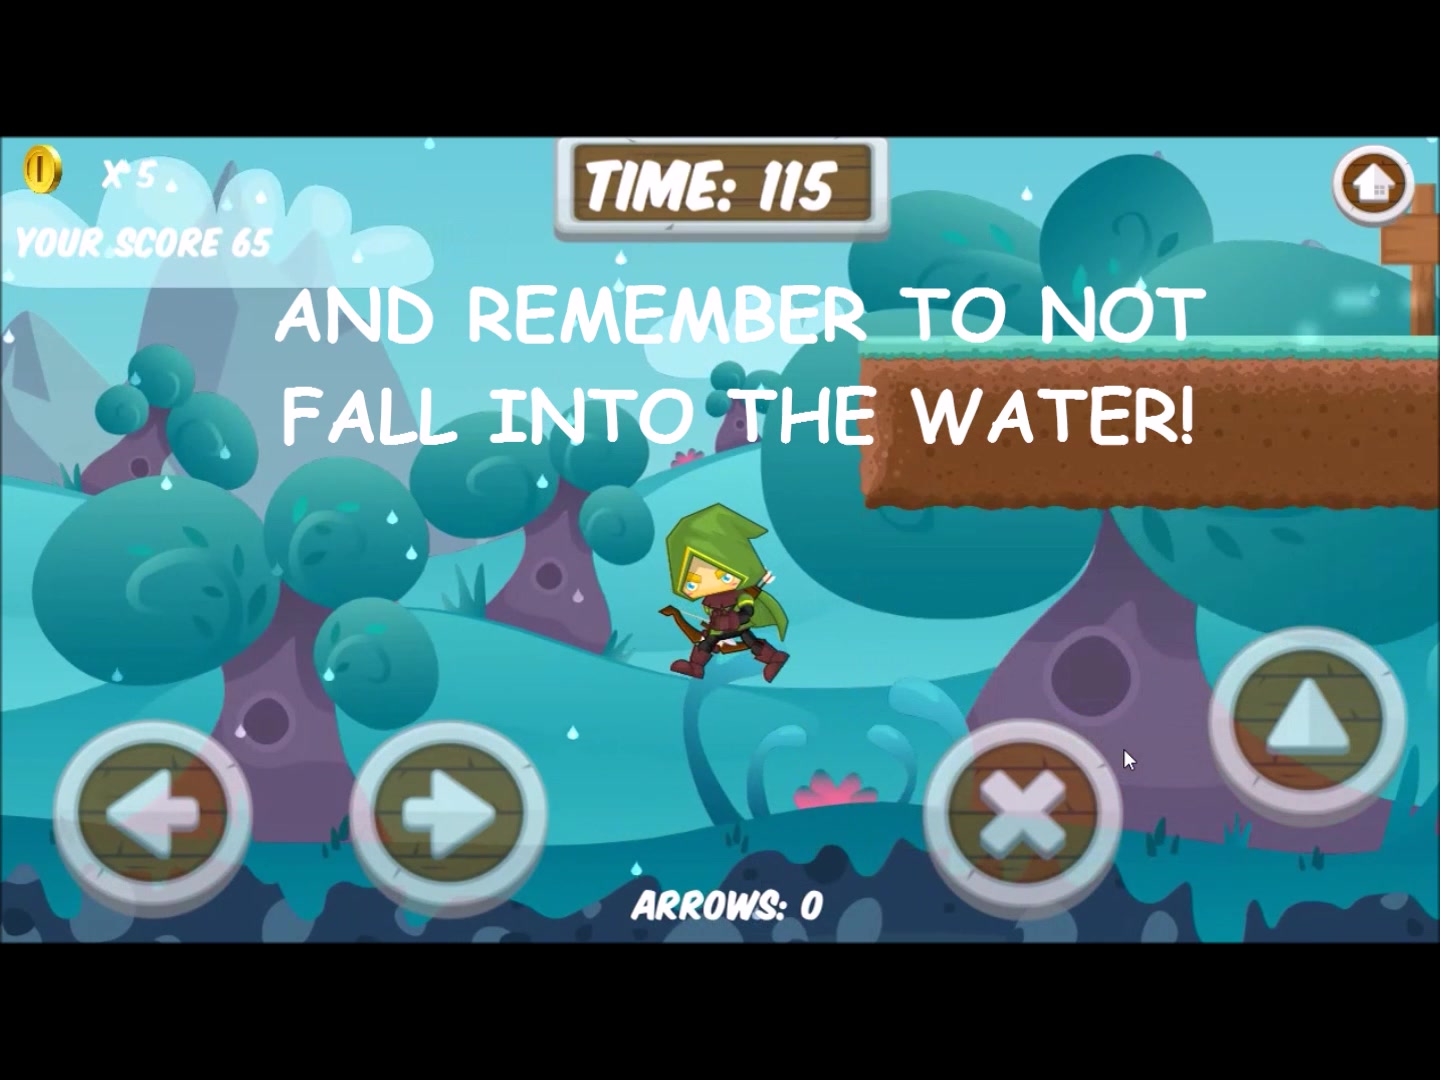 X 5
TIME: 115
YOUR SCORE 65
AND REMEMBER TO NOT
FALL INTO THE WATER!
ARROWS: 0